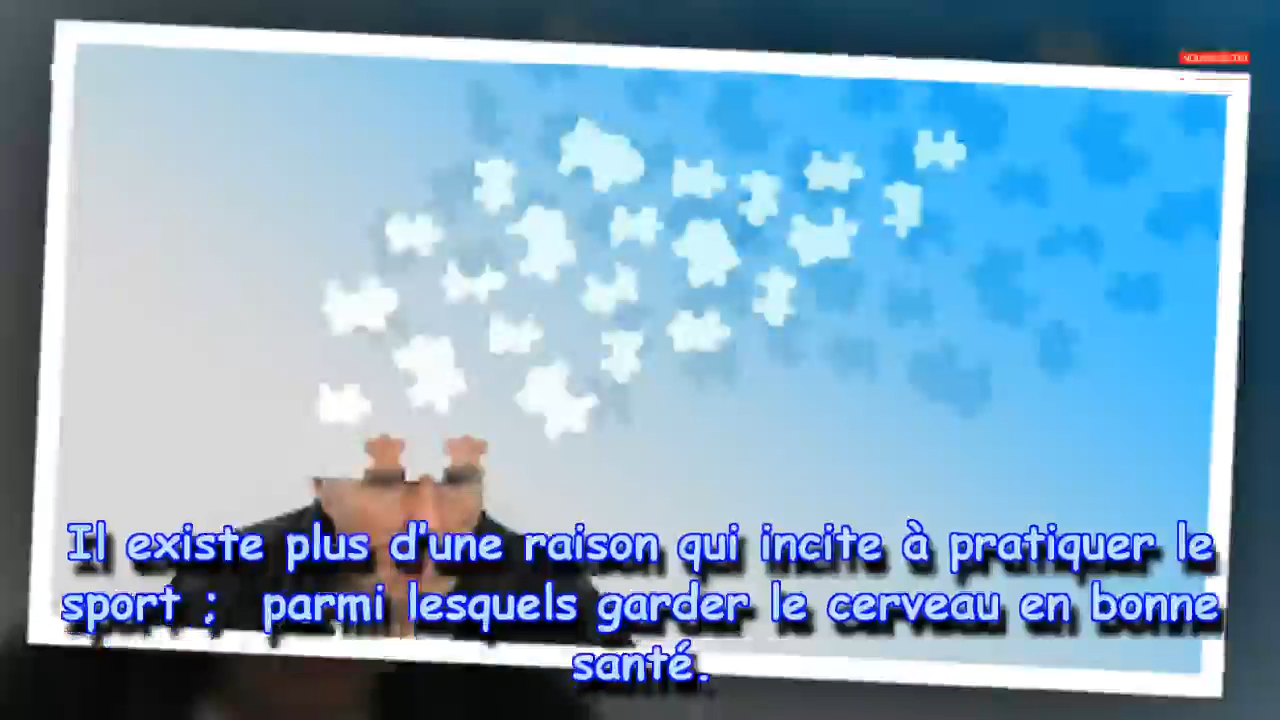 Il existe plus d'une raison qui incite à pratiquer le
sport ; parmi lesquels garder le cerveau en bonne
santé.